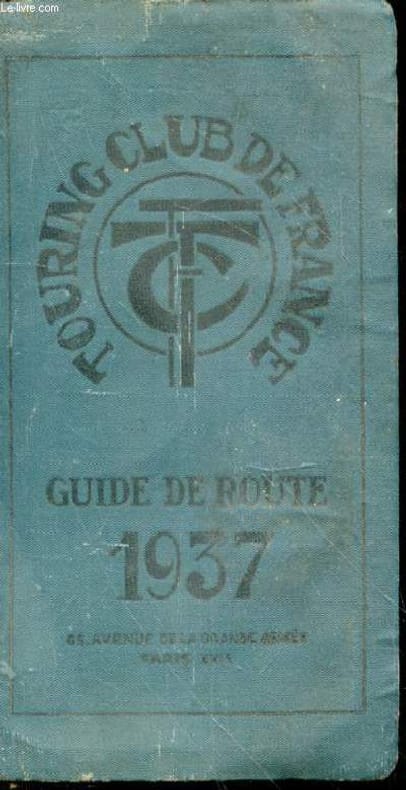 Le-livre.com
TOURING CLUB DE FRANCE
TCF
GUIDE DE ROUTE
1937
65, AVENUE DE LA GRANDE ARMÉE
PARIS